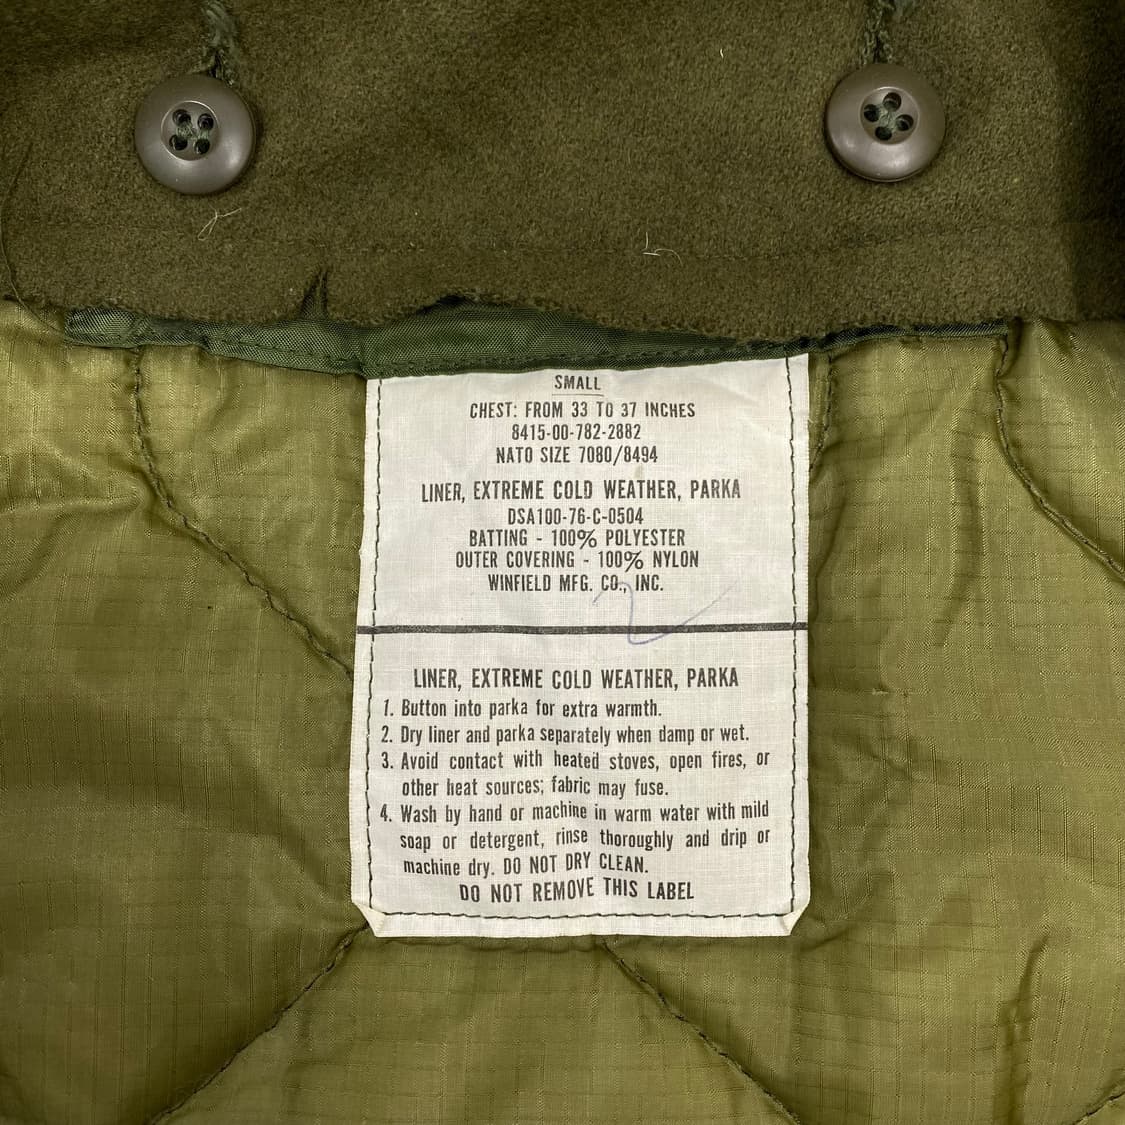 SMALL
CHEST: FROM 33 TO 37 INCHES
8415-00-782-2882
NATO SIZE 7080/8494
LINER, EXTREME COLD WEATHER, PARKA
DSA100-76-C-0504
BATTING - 100% POLYESTER
OUTER COVERING - 100% NYLON
WINFIELD MFG. CO., INC.
2
LINER, EXTREME COLD WEATHER, PARKA
1. Button into parka for extra warmth.
2. Dry liner and parka separately when damp or wet.
3. Avoid contact with heated stoves, open fires, or
other heat sources; fabric may fuse.
4. Wash by hand or machine in warm water with mild
soap or detergent, rinse thoroughly and drip or
machine dry. DO NOT DRY CLEAN.
DO NOT REMOVE THIS LABEL